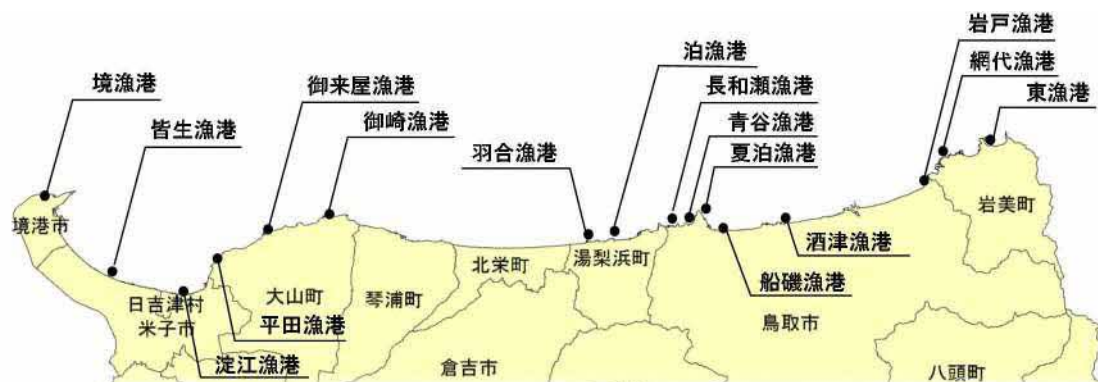 岩戸漁港
網代漁港
東漁港
泊漁港
長和瀬漁港
青谷漁港
夏泊漁港
境漁港
皆生漁港
御来屋漁港
御崎漁港
羽合漁港
境港市
岩美町
酒津漁港
船磯漁港
湯梨浜町
北栄町
琴浦町
大山町
日吉津村
米子市
平田漁港
淀江漁港
鳥取市
倉吉市
八頭町